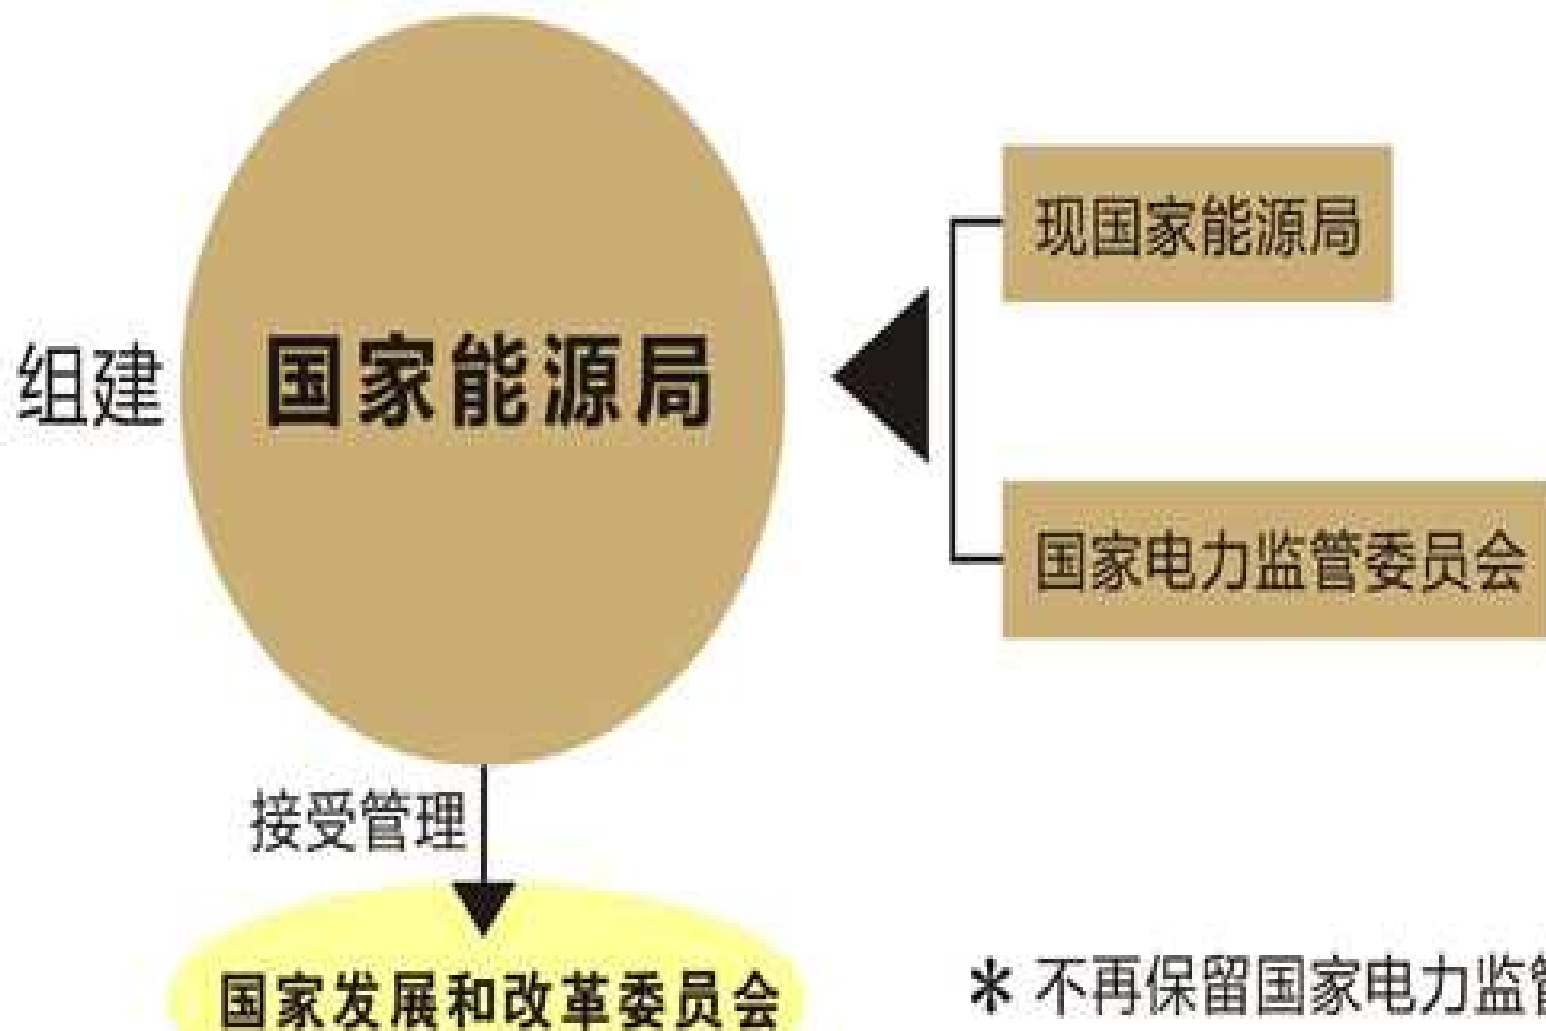 现国家能源局
组建 国家能源局
国家电力监管委员会
接受管理
国家发展和改革委员会
* 不再保留国家电力监